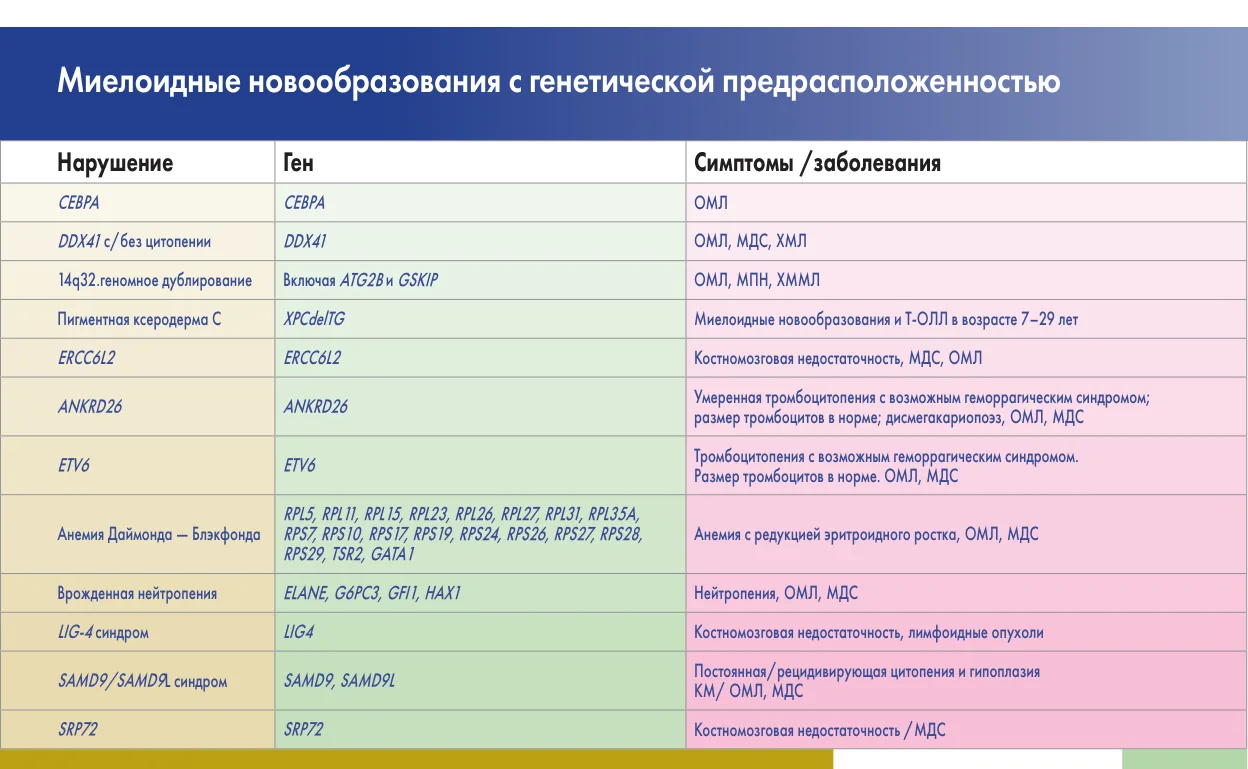 Миелоидные новообразования с генетической предрасположенностью
Нарушение Ген Симптомы /заболевания
CEBPA CEBPA ОМЛ
DDX41 с/без цитопении DDX41 ОМЛ, МДС, ХМЛ
14q32.геномное дублирование Включая ATG2B и GSKIP ОМЛ, МПН, ХММЛ
Пигментная ксеродерма С XPCdelTG Миелоидные новообразования и Т-ОЛЛ в возрасте 7–29 лет
ERCC6L2 ERCC6L2 Костномозговая недостаточность, МДС, ОМЛ
ANKRD26 ANKRD26 Умеренная тромбоцитопения с возможным геморрагическим синдромом;
размер тромбоцитов в норме; дисмегакариопоэз, ОМЛ, МДС
ETV6 ETV6 Тромбоцитопения с возможным геморрагическим синдромом.
Размер тромбоцитов в норме. ОМЛ, МДС
Анемия Даймонда — Блэкфонда RPL5, RPL11, RPL15, RPL23, RPL26, RPL27, RPL31, RPL35A,
RPS7, RPS10, RPS17, RPS19, RPS24, RPS26, RPS27, RPS28,
RPS29, TSR2, GATA1 Анемия с редукцией эритроидного ростка, ОМЛ, МДС
Врожденная нейтропения ELANE, G6PC3, GFI1, HAX1 Нейтропения, ОМЛ, МДС
LIG-4 синдром LIG4 Костномозговая недостаточность, лимфоидные опухоли
SAMD9/SAMD9L синдром SAMD9, SAMD9L Постоянная/рецидивирующая цитопения и гипоплазия
КМ/ ОМЛ, МДС
SRP72 SRP72 Костномозговая недостаточность /МДС